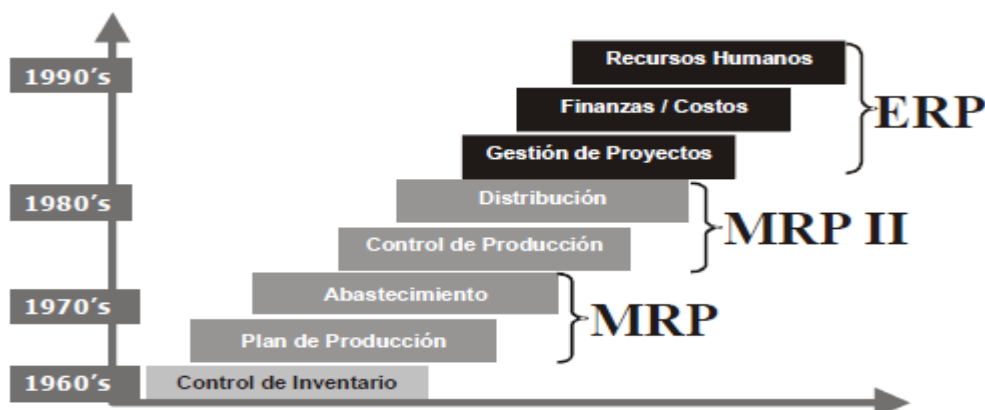 1990's
Recursos Humanos
Finanzas / Costos
ERP
Gestión de Proyectos
1980's
Distribución
MRP II
Control de Producción
1970's
Abastecimiento
MRP
Plan de Producción
1960's
Control de Inventario